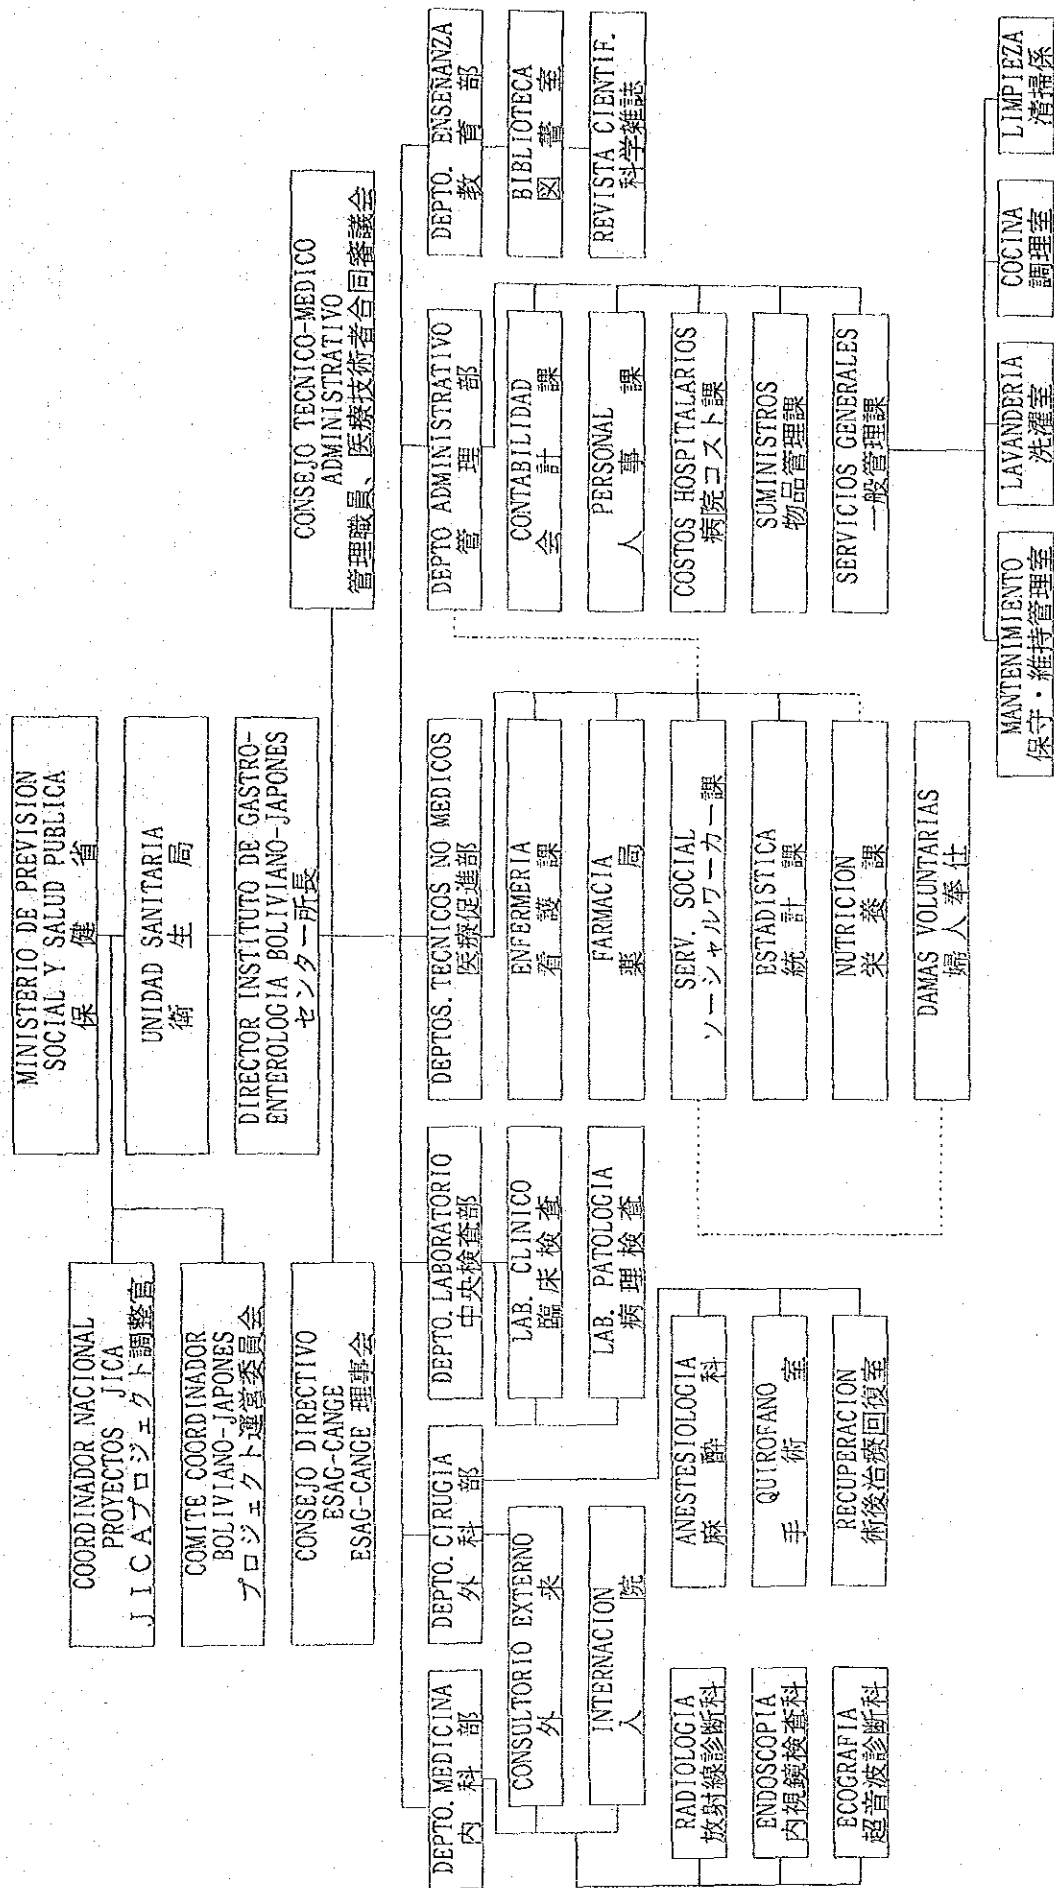 MINISTERIO DE PREVISION
SOCIAL Y SALUD PUBLICA
保 健 省
UNIDAD SANITARIA
衛 生 局
DIRECTOR INSTITUTO DE GASTRO-
ENTEROLOGIA BOLIVIANO-JAPONES
センター所長
COORDINADOR NACIONAL
PROYECTOS JICA
JICAプロジェクト調整官
COMITE COORDINADOR
BOLIVIANO-JAPONES
プロジェクト運営委員会
CONSEJO DIRECTIVO
ESAG-CANGE
ESAC-CANGE 理事会
CONSEJO TECNICO-MEDICO
ADMINISTRATIVO
管理職員、医療技術者合同審議会
DEPTO. MEDICINA
内 科 部
DEPTO. CIRUGIA
外 科 部
CONSULTORIO EXTERNO
外 来
INTERNACION
入 院
RADIOLOGIA
放射線診断科
ENDOSCOPIA
内視鏡検査科
ECOGRAFIA
超音波診断科
ANESTESIOLOGIA
麻 酔 科
QUIROFANO
手 術 室
RECUPERACION
術後治療回復室
DEPTO. LABORATORIO
中央検査部
LAB. CLINICO
臨床検査
LAB. PATOLOGIA
病理検査
DEPTOS. TECNICOS NO MEDICOS
医療促進部
ENFERMERIA
看 護 課
FARMACIA
薬 局
SERV. SOCIAL
ソーシャルワーカー課
ESTADISTICA
統 計 課
NUTRICION
栄 養 課
DAMAS VOLUNTARIAS
婦人奉仕
DEPTO ADMINISTRATIVO
管 理 部
CONTABILIDAD
会 計 課
PERSONAL
人 事 課
COSTOS HOSPITALARIOS
病院コスト課
SUMINISTROS
物品管理課
SERVICIOS GENERALES
一般管理課
DEPTO. ENSEÑANZA
教 育 部
BIBLIOTECA
図 書 室
REVISTA CIENTIF.
科学雑誌
MANTENIMIENTO
保守・維持管理室
LAVANDERIA
洗濯室
COCINA
調理室
LIMPIEZA
清掃係